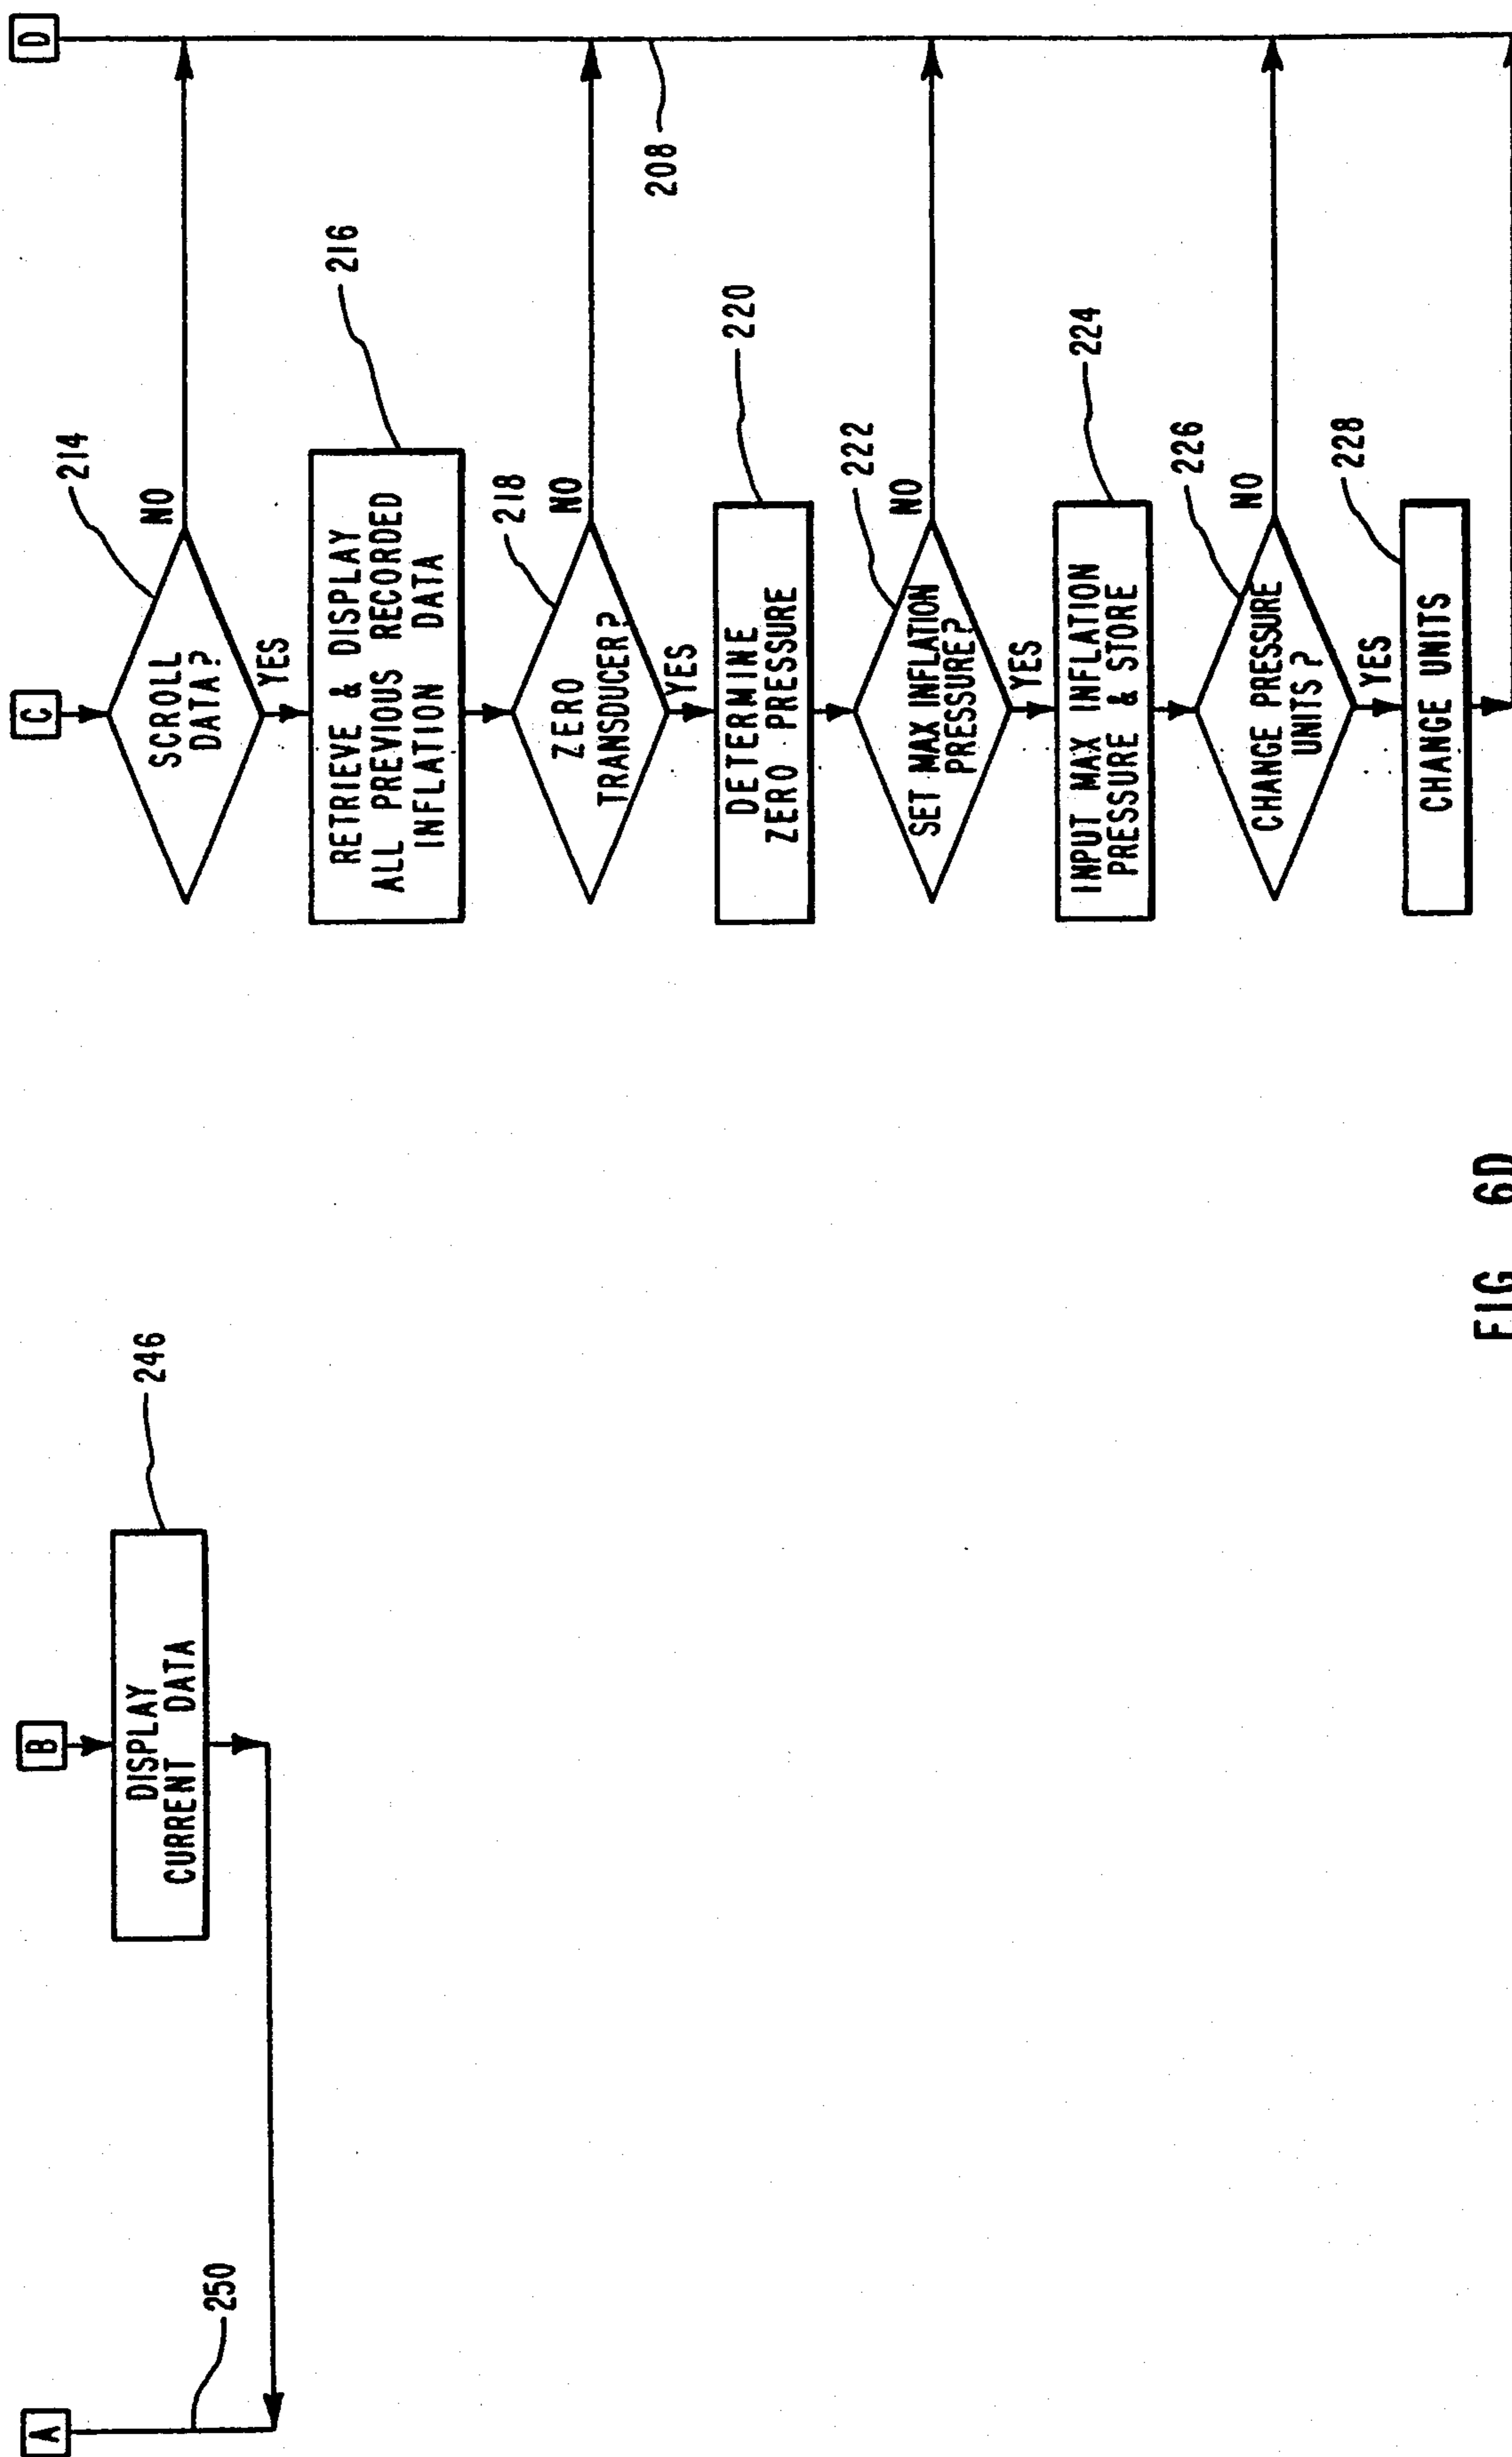 A
250
B
DISPLAY
CURRENT DATA
246
C
SCROLL
DATA?
214
NO
YES
RETRIEVE & DISPLAY
ALL PREVIOUS RECORDED
INFLATION DATA
216
ZERO
TRANSDUCER?
218
NO
YES
DETERMINE
ZERO PRESSURE
220
SET MAX INFLATION
PRESSURE?
222
NO
YES
INPUT MAX INFLATION
PRESSURE & STORE
224
CHANGE PRESSURE
UNITS?
226
NO
YES
CHANGE UNITS
228
D
208
FIG 6D